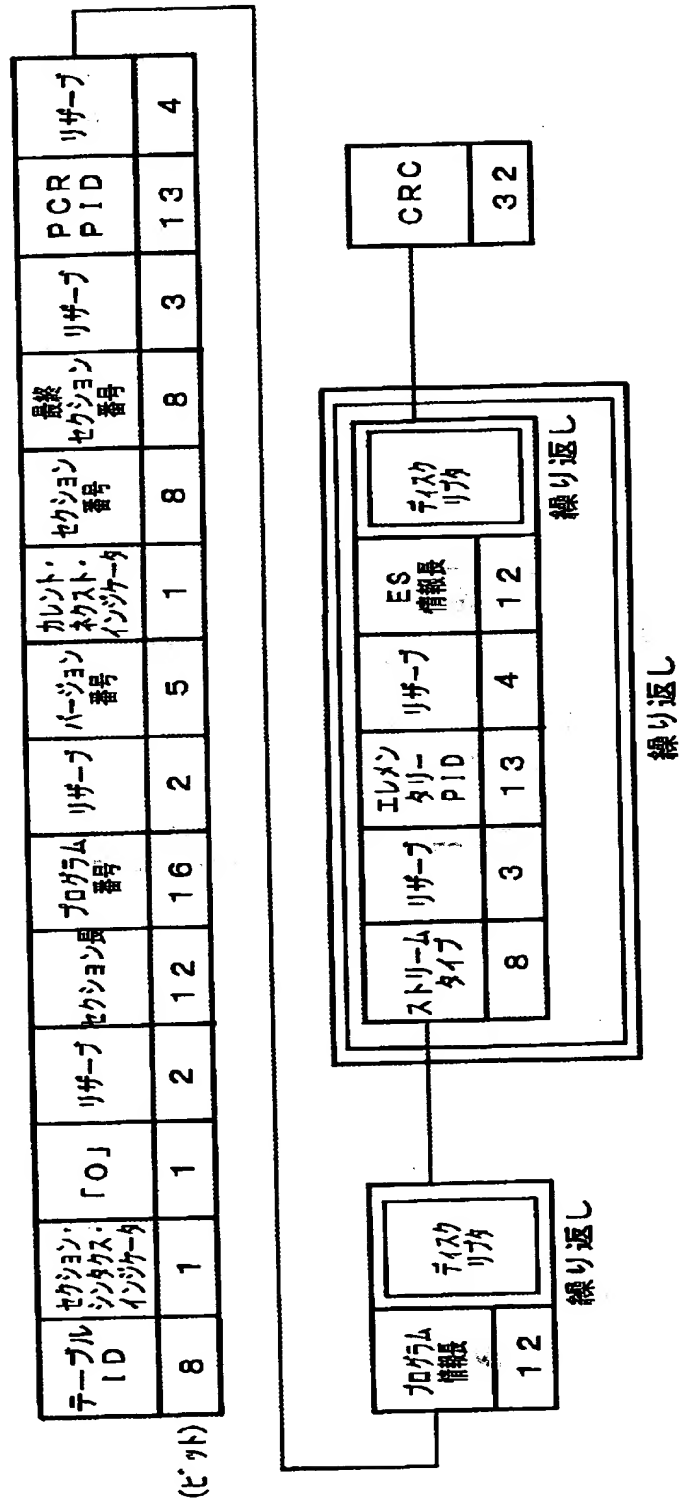 テーブル
ID
セクション・
シンタクス・
インジケータ
「0」
リザーブ
セクション長
プログラム
番号
リザーブ
バージョン
番号
カレント・
ネクスト・
インジケータ
セクション
番号
最終
セクション
番号
リザーブ
PCR
PID
リザーブ
(ビット)
8
1
1
2
12
16
2
5
1
8
8
3
13
4
プログラム
情報長
ディスク
リプタ
12
繰り返し
ストリーム
タイプ
リザーブ
エレメン
タリー
PID
リザーブ
ES
情報長
ディスク
リプタ
8
3
13
4
12
繰り返し
繰り返し
CRC
32